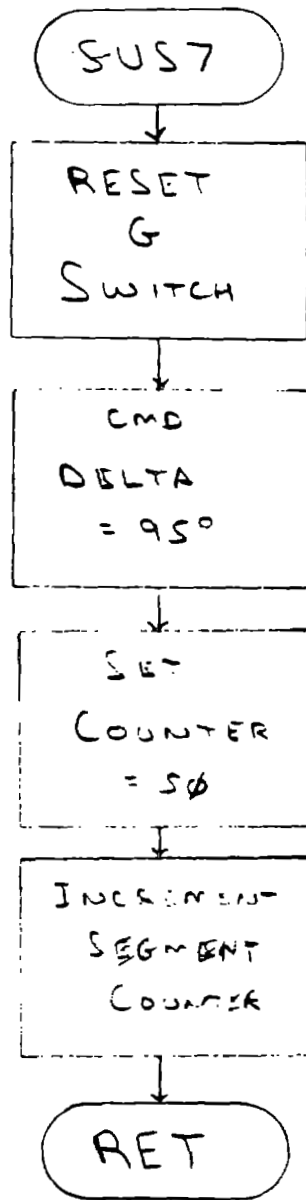 SUS7
RESET
G
SWITCH
CMD
DELTA
= 95°
SET
COUNTER
= 5Ø
INCREMENT
SEGMENT
COUNTER
RET